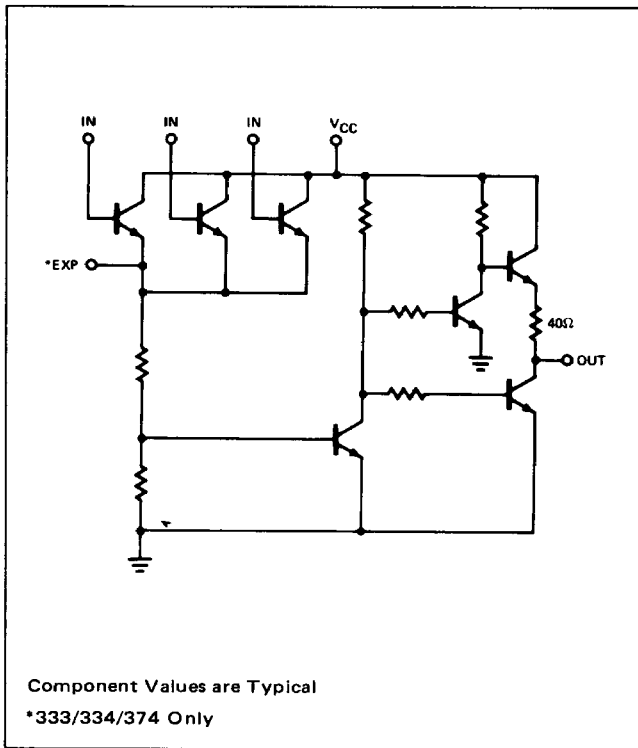 IN IN IN VCC
*EXP
40Ω
OUT
Component Values are Typical
*333/334/374 Only